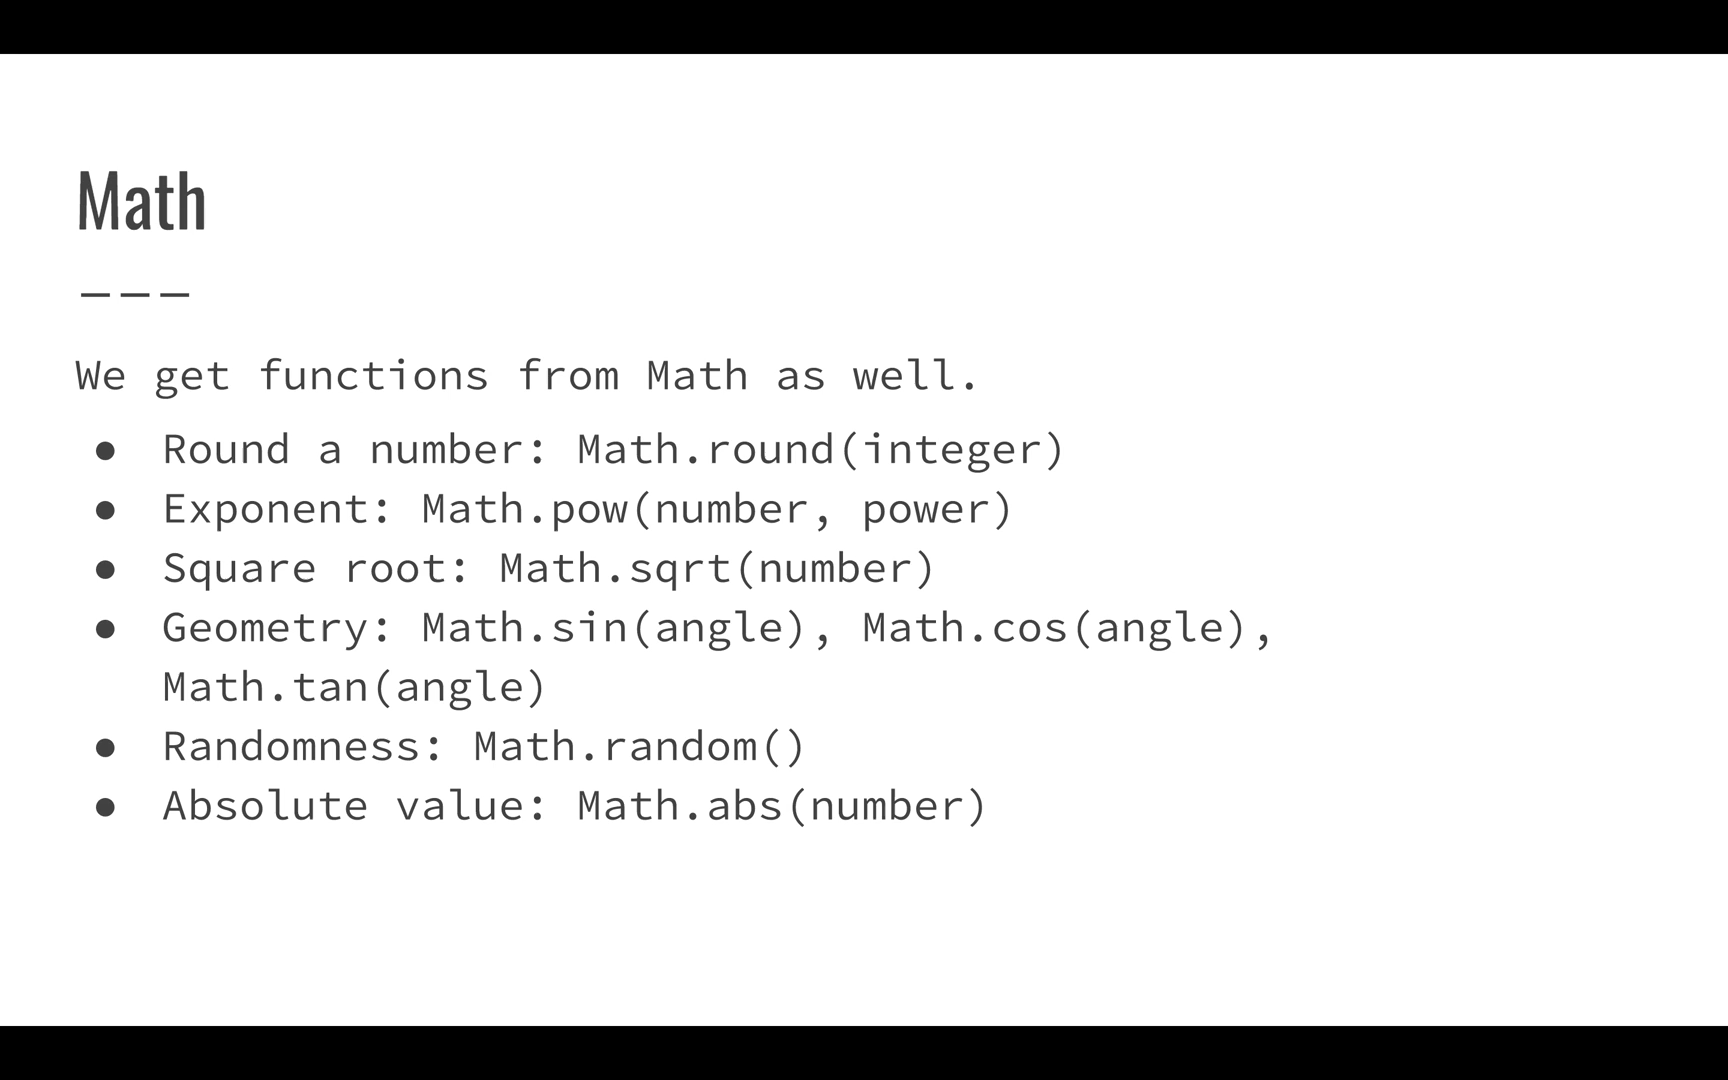 Math
———
We get functions from Math as well.
● Round a number: Math.round(integer)
● Exponent: Math.pow(number, power)
● Square root: Math.sqrt(number)
● Geometry: Math.sin(angle), Math.cos(angle),
Math.tan(angle)
● Randomness: Math.random()
● Absolute value: Math.abs(number)